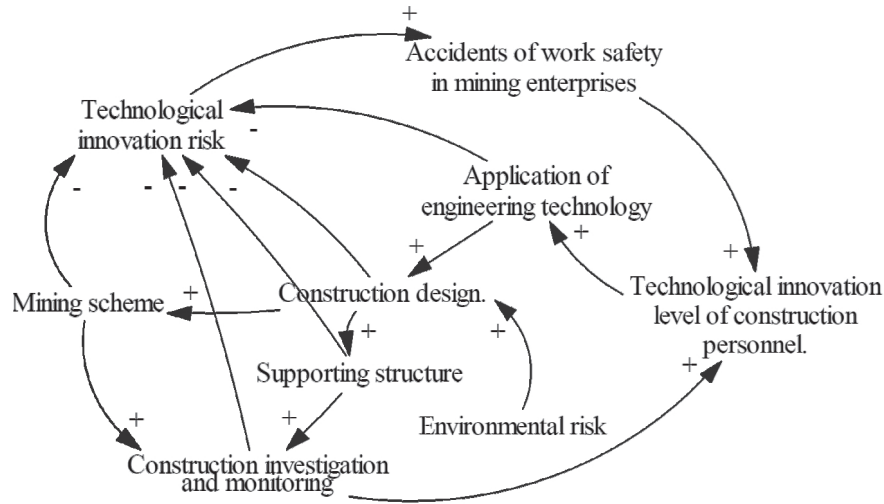 +
Accidents of work safety
in mining enterprises
Technological
innovation risk
-
-
-
-
-
Application of
engineering technology
+
+
+
Mining scheme
+
Construction design.
Technological innovation
level of construction
personnel.
+
+
Supporting structure
+
+
+
Environmental risk
Construction investigation
and monitoring